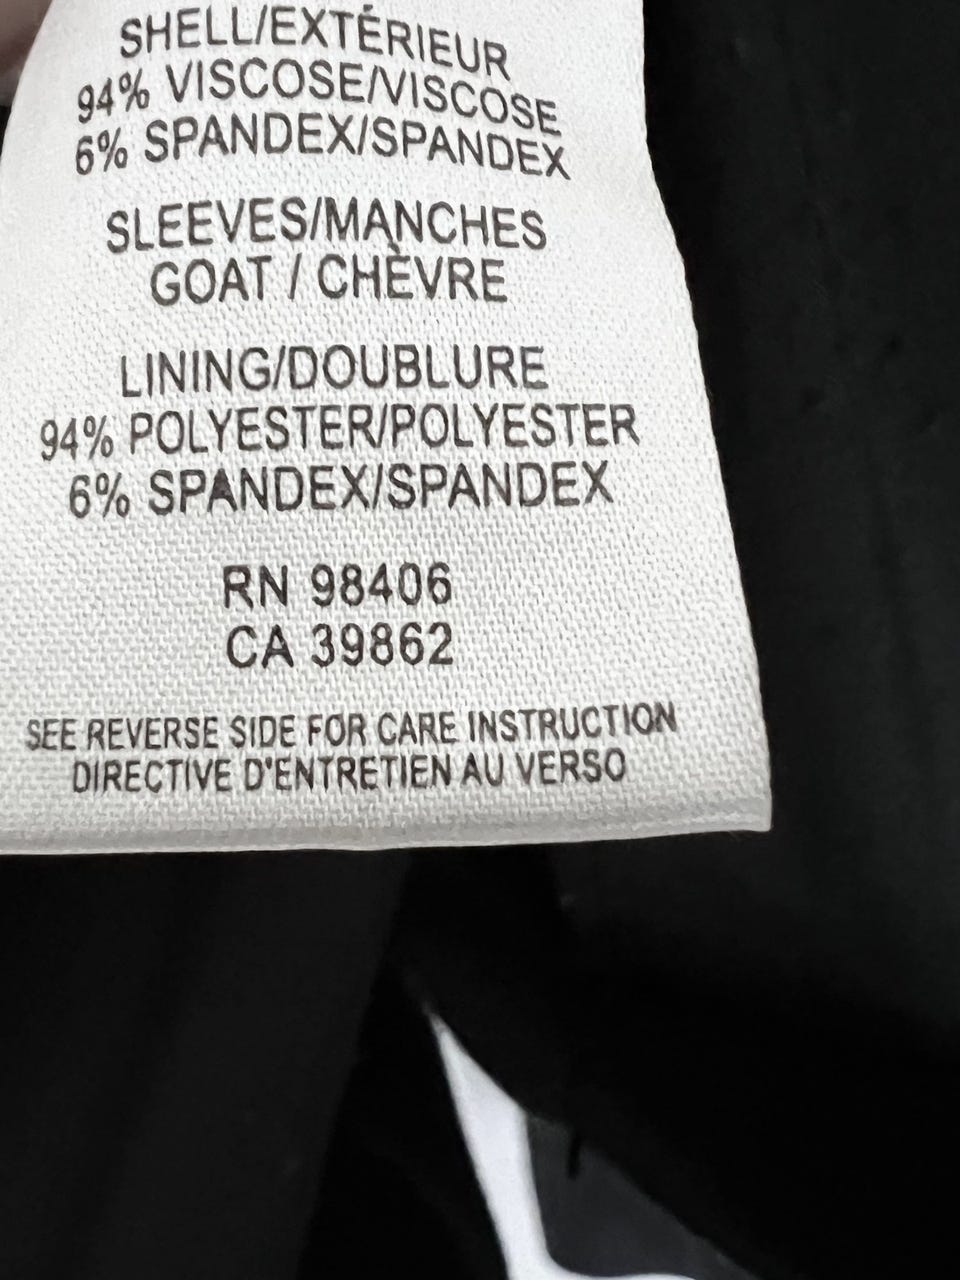 SHELL/EXTÉRIEUR
94% VISCOSE/VISCOSE
6% SPANDEX/SPANDEX
SLEEVES/MANCHES
GOAT / CHÈVRE
LINING/DOUBLURE
94% POLYESTER/POLYESTER
6% SPANDEX/SPANDEX
RN 98406
CA 39862
SEE REVERSE SIDE FOR CARE INSTRUCTION
DIRECTIVE D'ENTRETIEN AU VERSO